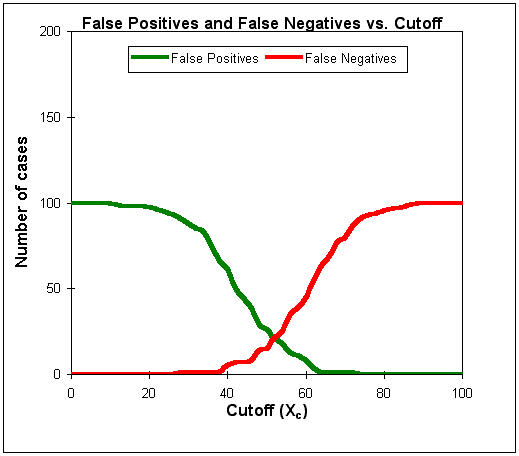 False Positives and False Negatives vs. Cutoff
False Positives False Negatives
200
150
100
50
0
Number of cases
0 20 40 60 80 100
Cutoff (Xc)